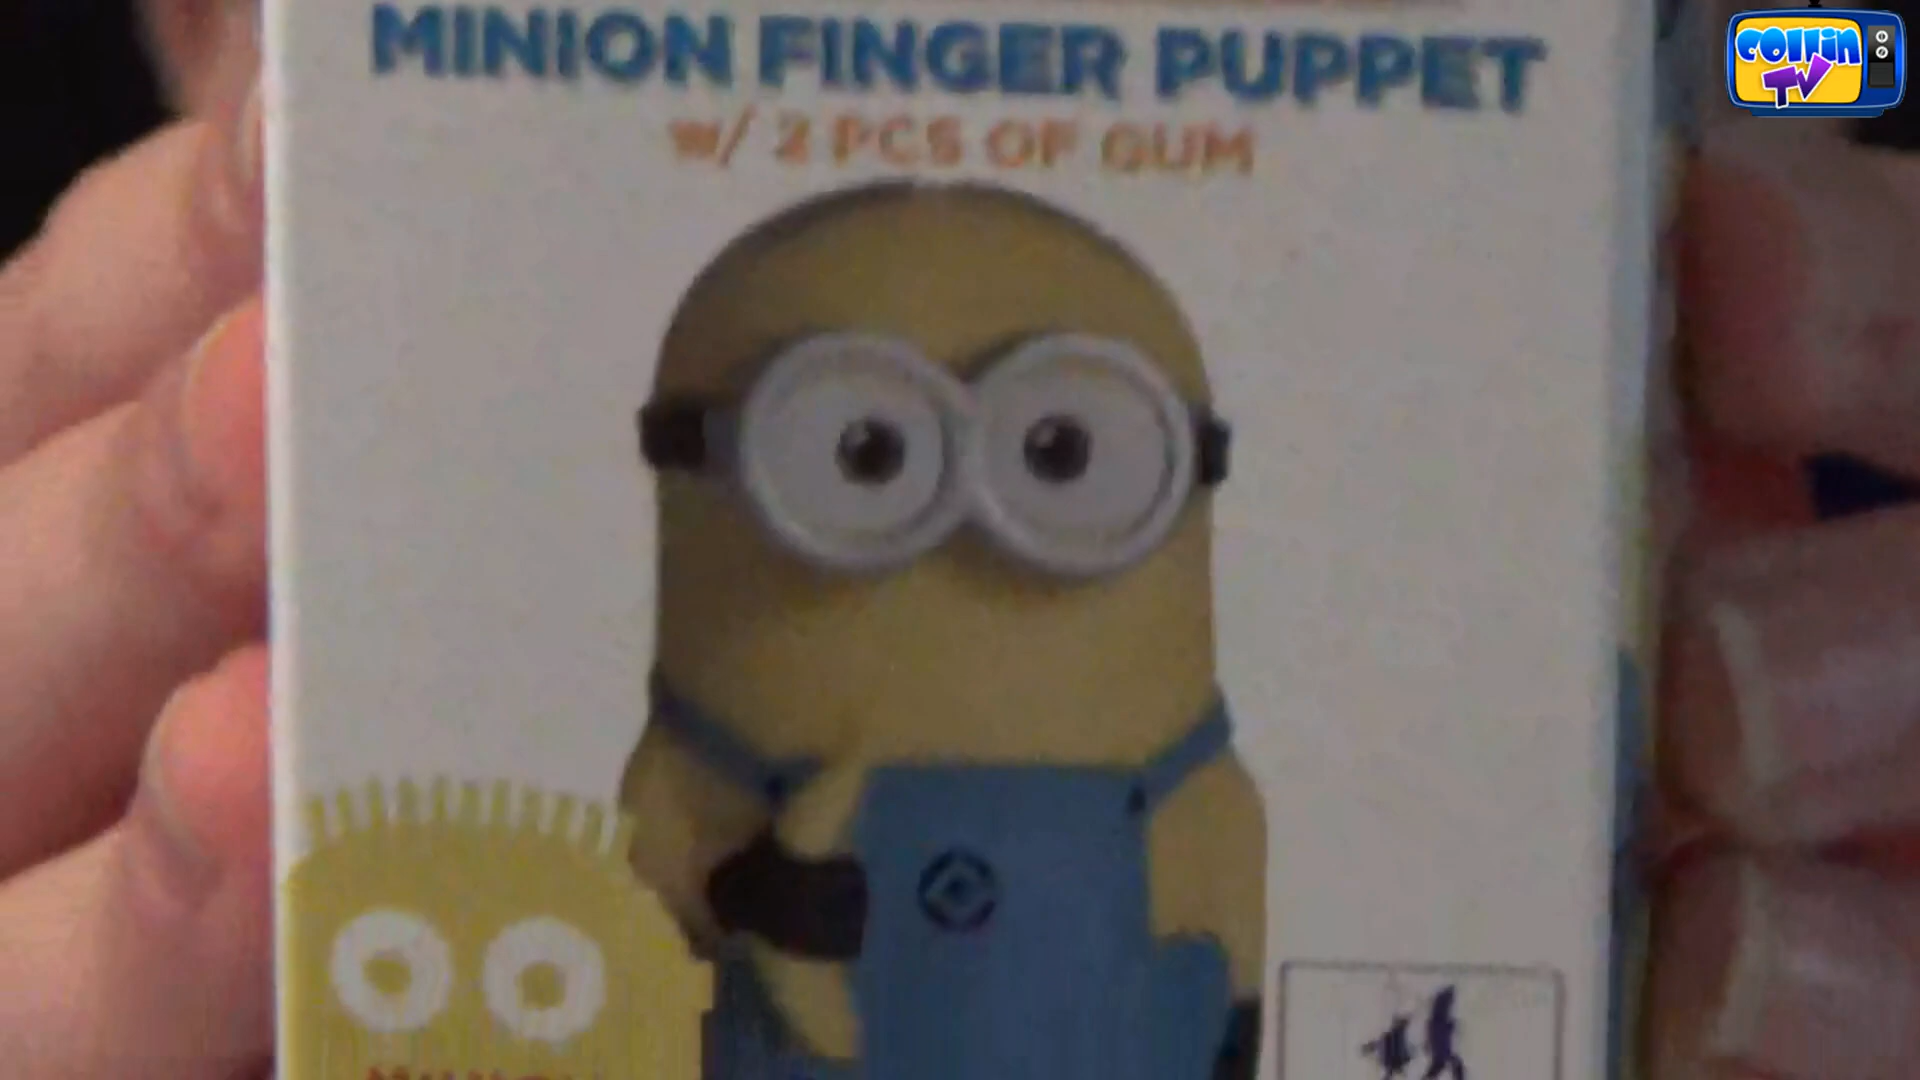 MINION FINGER PUPPET
w/ 2 PCS OF GUM
COLLIN
TV